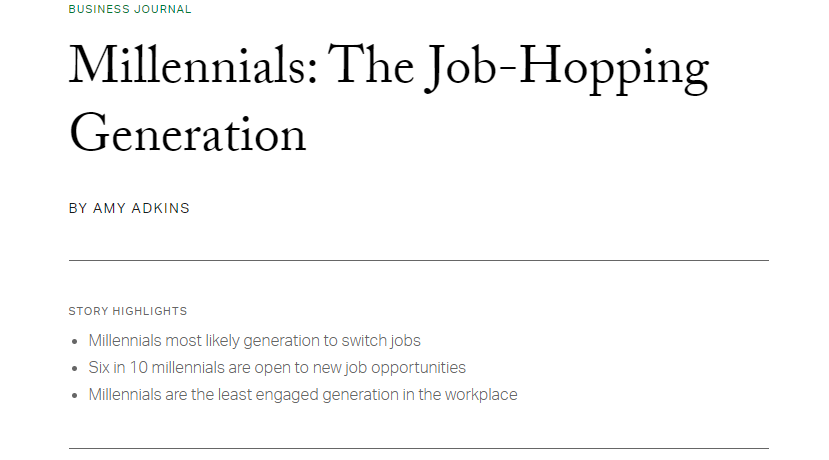 BUSINESS JOURNAL
Millennials: The Job-Hopping
Generation
BY AMY ADKINS
STORY HIGHLIGHTS
• Millennials most likely generation to switch jobs
• Six in 10 millennials are open to new job opportunities
• Millennials are the least engaged generation in the workplace